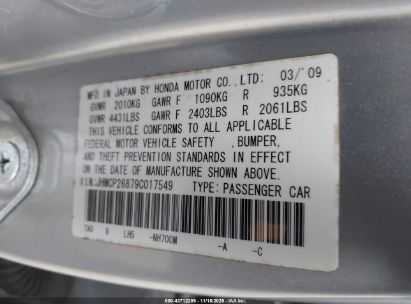 MFD. IN JAPAN BY HONDA MOTOR CO., LTD: 03/'09
GVWR 2010KG GAWR F 1090KG R 935KG
GVWR 4431LBS GAWR F 2403LBS R 2061LBS
THIS VEHICLE CONFORMS TO ALL APPLICABLE
FEDERAL MOTOR VEHICLE SAFETY ,BUMPER,
AND THEFT PREVENTION STANDARDS IN EFFECT
ON THE DATE OF MANUFACTURE SHOWN ABOVE.
VIN:JHMCP26879C017549 TYPE: PASSENGER CAR
TA0 9 LH5 -NH700M -A -C